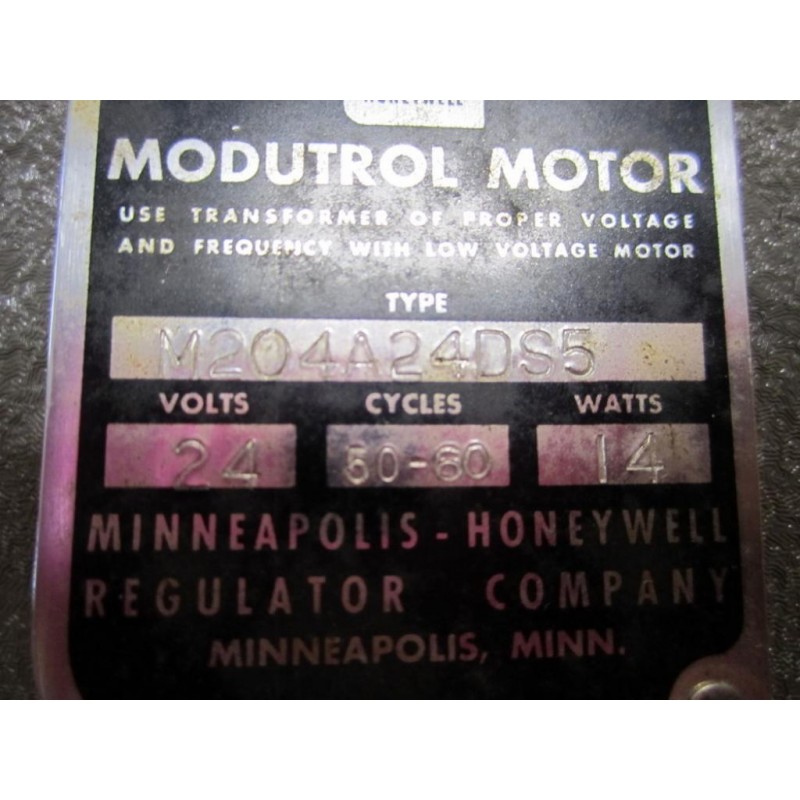 HONEYWELL
MODUTROL MOTOR
USE TRANSFORMER OF PROPER VOLTAGE
AND FREQUENCY WITH LOW VOLTAGE MOTOR
TYPE
M204A24DS5
VOLTS CYCLES WATTS
24 50-60 14
MINNEAPOLIS-HONEYWELL
REGULATOR COMPANY
MINNEAPOLIS, MINN.